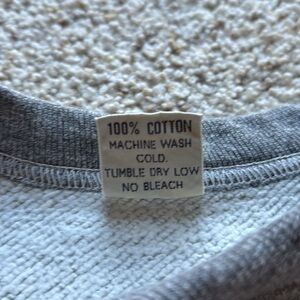 100% COTTON
MACHINE WASH
COLD.
TUMBLE DRY LOW
NO BLEACH